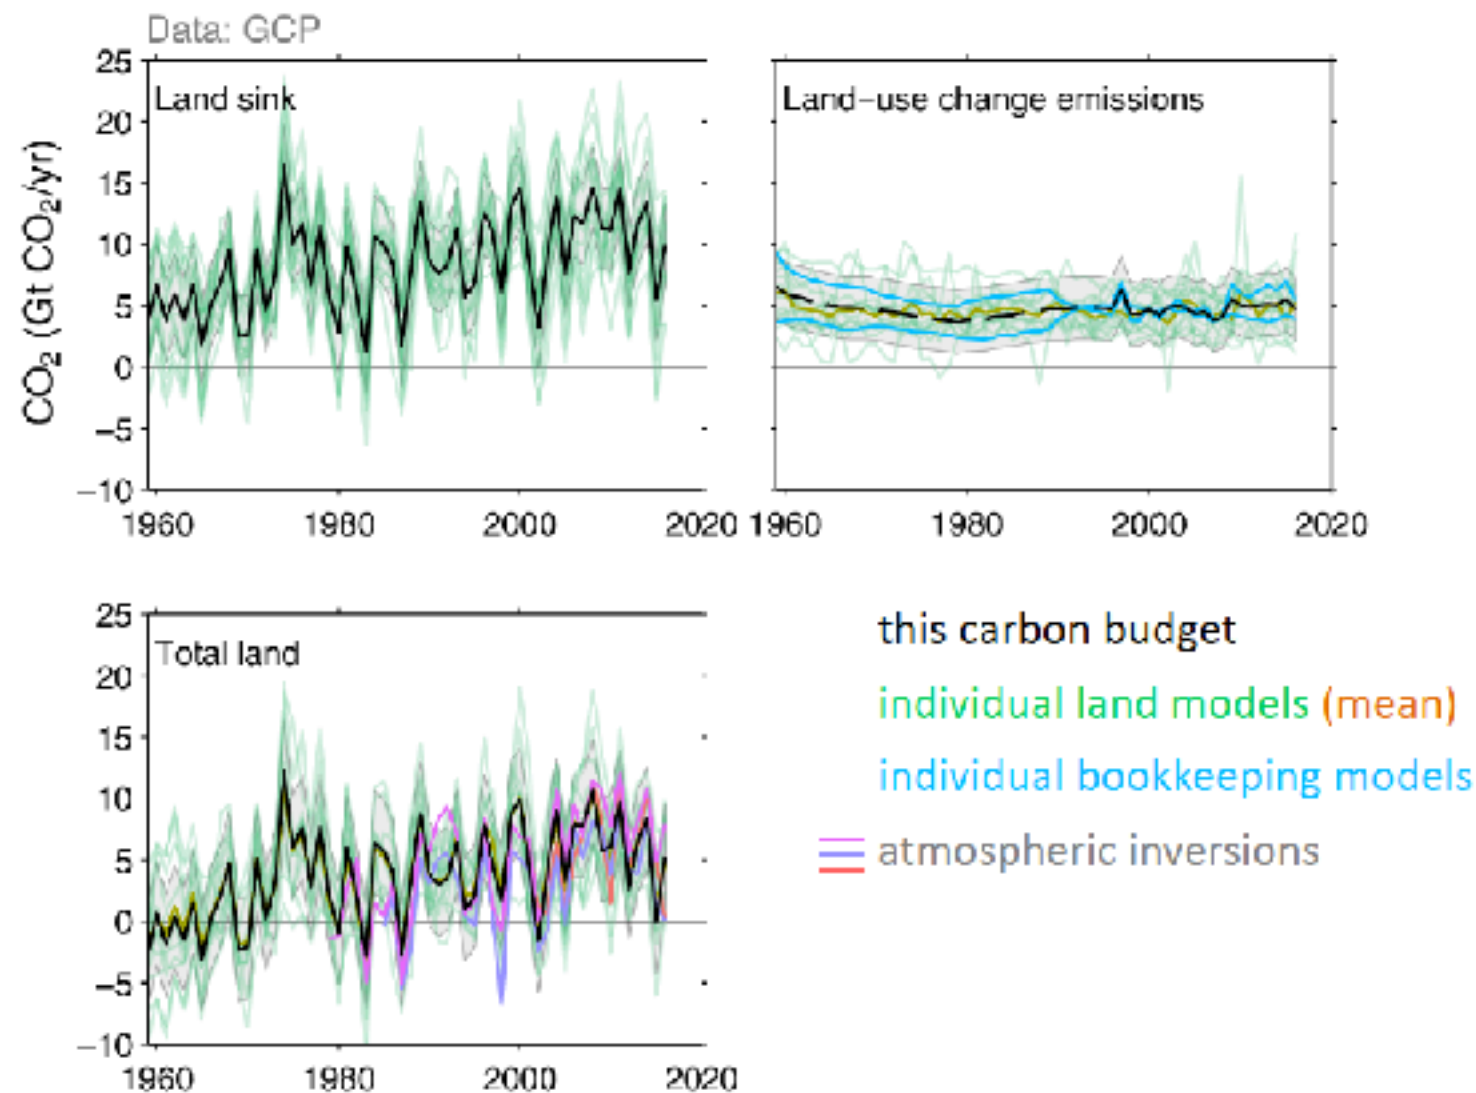 Data: GCP
25
Land sink
Land-use change emissions
20
15
10
5
0
−5
−10
CO2 (Gt CO2/yr)
1960 1980 2000 2020 1960 1980 2000 2020
25
Total land
20
15
10
5
0
−5
−10
1960 1980 2000 2020
this carbon budget
individual land models (mean)
individual bookkeeping models
atmospheric inversions